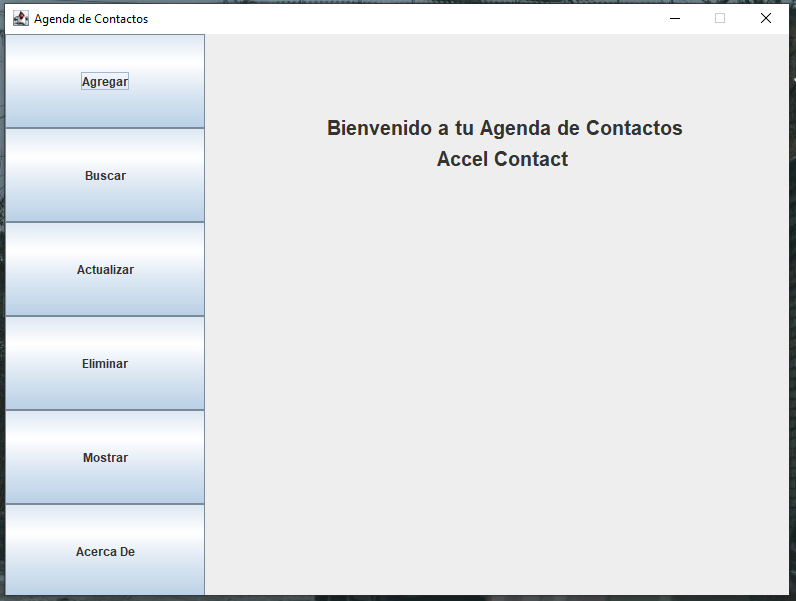 Agenda de Contactos
Agregar
Buscar
Actualizar
Eliminar
Mostrar
Acerca De
Bienvenido a tu Agenda de Contactos
Accel Contact